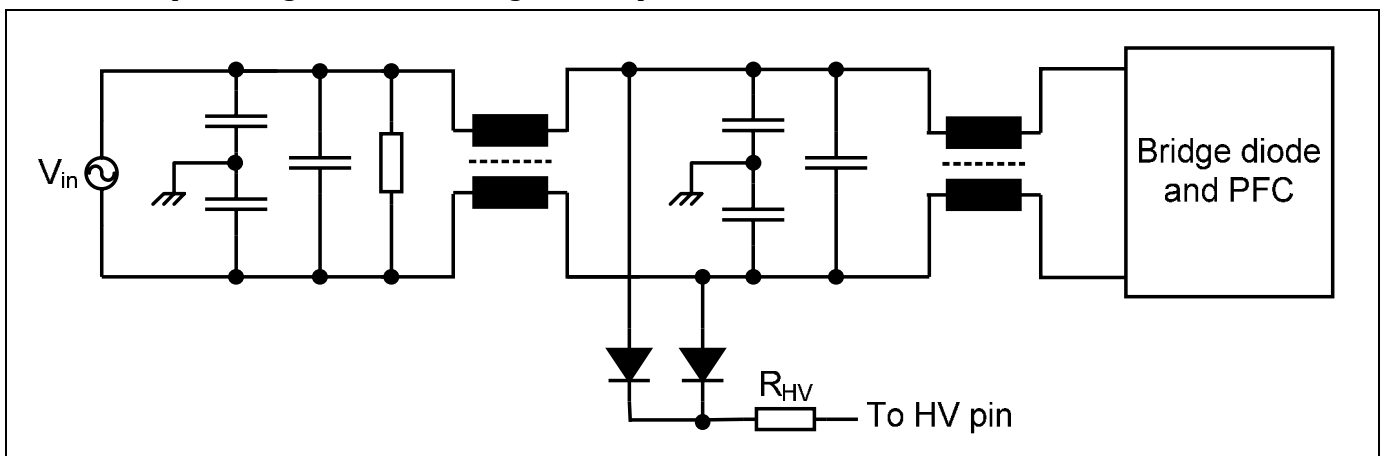 V_in
Bridge diode
and PFC
R_HV
To HV pin